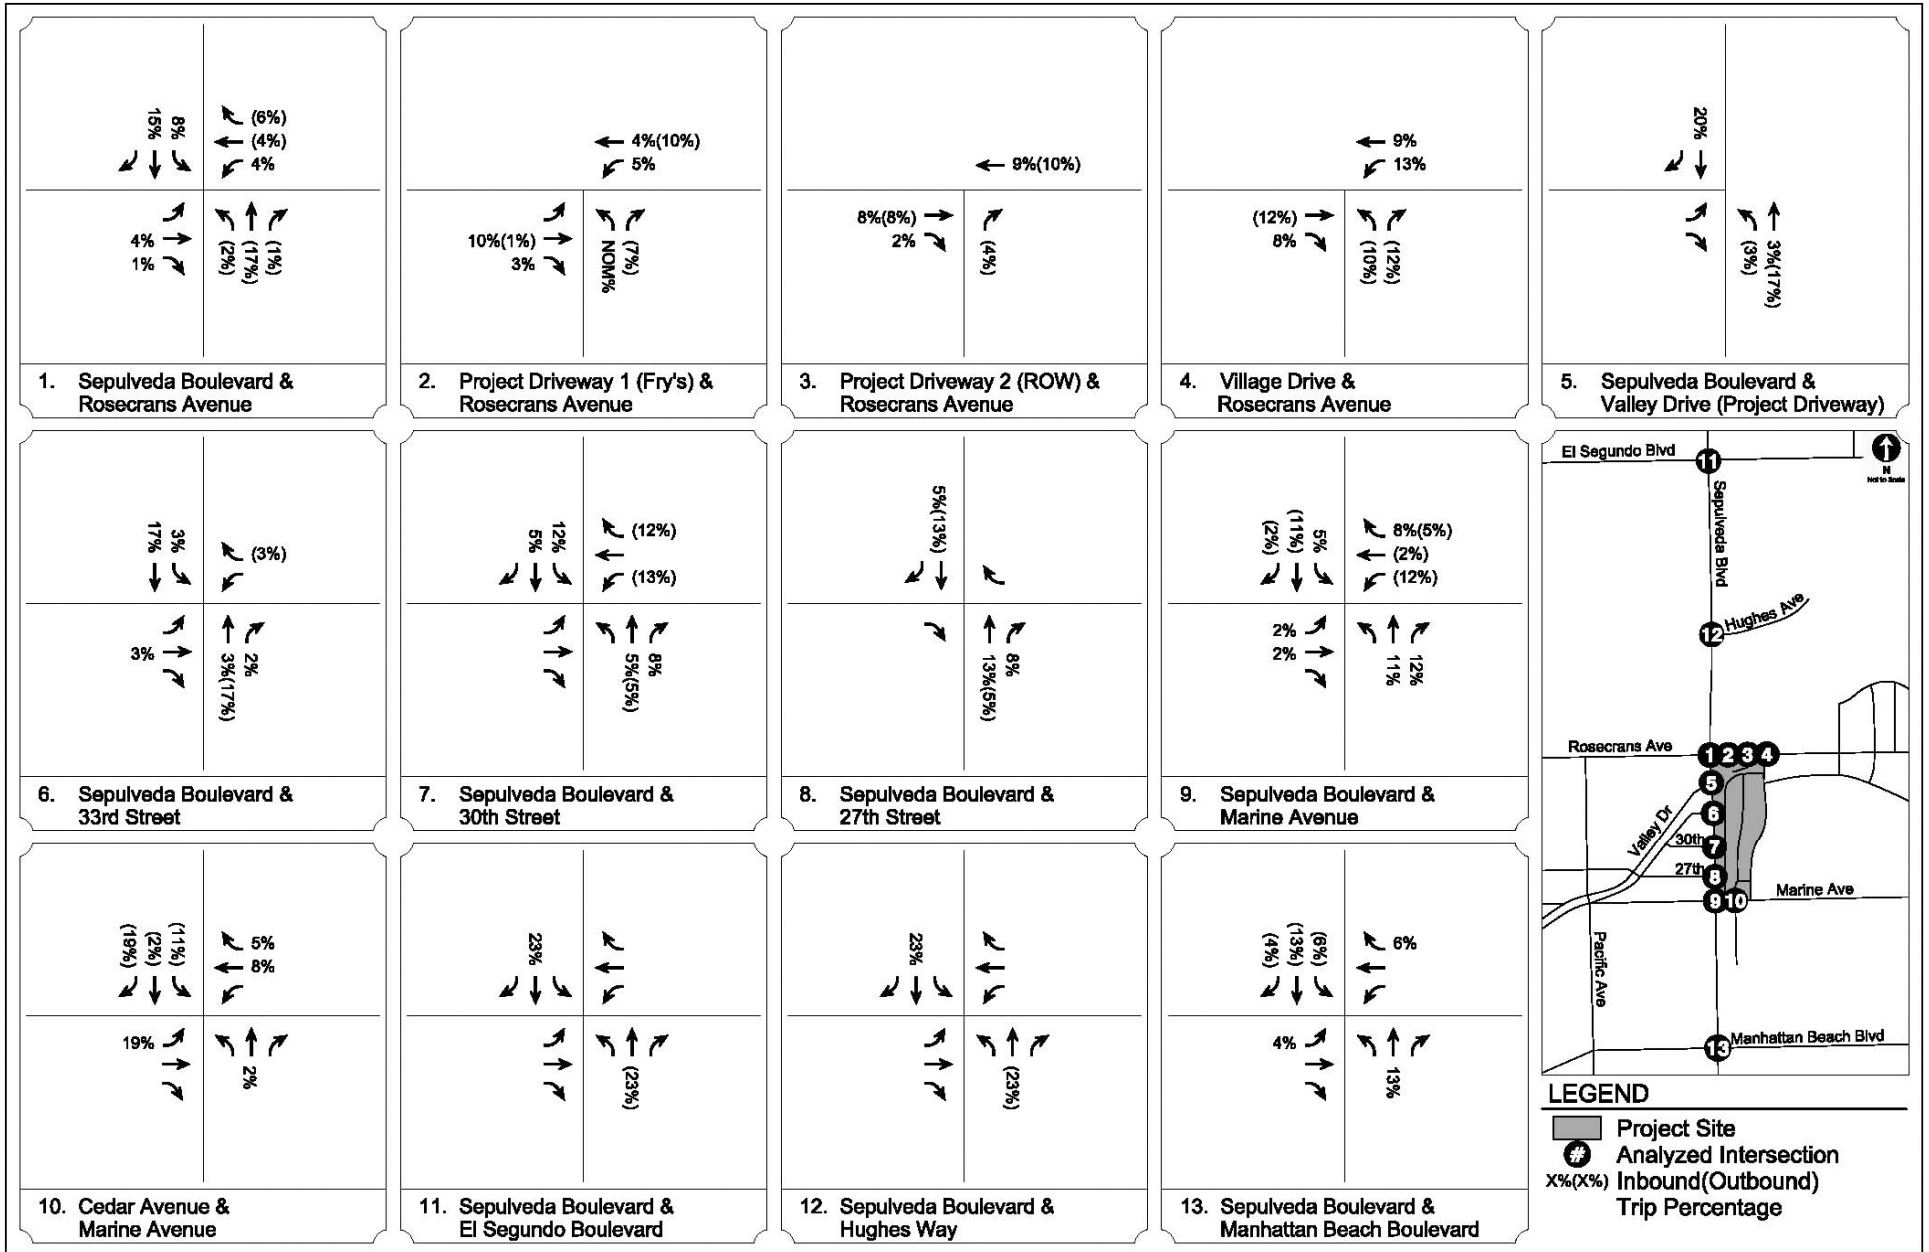 15%
8%
(6%)
(4%)
4%
4%
1%
(2%)
(17%)
(1%)
1. Sepulveda Boulevard &
Rosecrans Avenue
4%(10%)
5%
10%(1%)
3%
NOM%
(7%)
2. Project Driveway 1 (Fry's) &
Rosecrans Avenue
9%(10%)
8%(8%)
2%
(4%)
3. Project Driveway 2 (ROW) &
Rosecrans Avenue
9%
13%
(12%)
8%
(10%)
(12%)
4. Village Drive &
Rosecrans Avenue
20%
(3%)
3%(17%)
5. Sepulveda Boulevard &
Valley Drive (Project Driveway)
17%
3%
(3%)
3%
3%(17%)
2%
6. Sepulveda Boulevard &
33rd Street
5%
12%
(12%)
(13%)
5%(5%)
8%
7. Sepulveda Boulevard &
30th Street
5%(13%)
13%(5%)
8%
8. Sepulveda Boulevard &
27th Street
(2%)
(11%)
5%
8%(5%)
(2%)
(12%)
2%
2%
11%
12%
9. Sepulveda Boulevard &
Marine Avenue
(19%)
(2%)
(11%)
5%
8%
19%
2%
10. Cedar Avenue &
Marine Avenue
23%
(23%)
11. Sepulveda Boulevard &
El Segundo Boulevard
23%
(23%)
12. Sepulveda Boulevard &
Hughes Way
(4%)
(13%)
(6%)
6%
4%
13%
13. Sepulveda Boulevard &
Manhattan Beach Boulevard
El Segundo Blvd
11
N
Not to Scale
Sepulveda Blvd
12
Hughes Ave
Rosecrans Ave
1
2
3
4
5
Valley Dr
6
30th
7
27th
8
9
10
Marine Ave
Pacific Ave
13
Manhattan Beach Blvd
LEGEND
Project Site
# Analyzed Intersection
X%(X%) Inbound(Outbound)
Trip Percentage